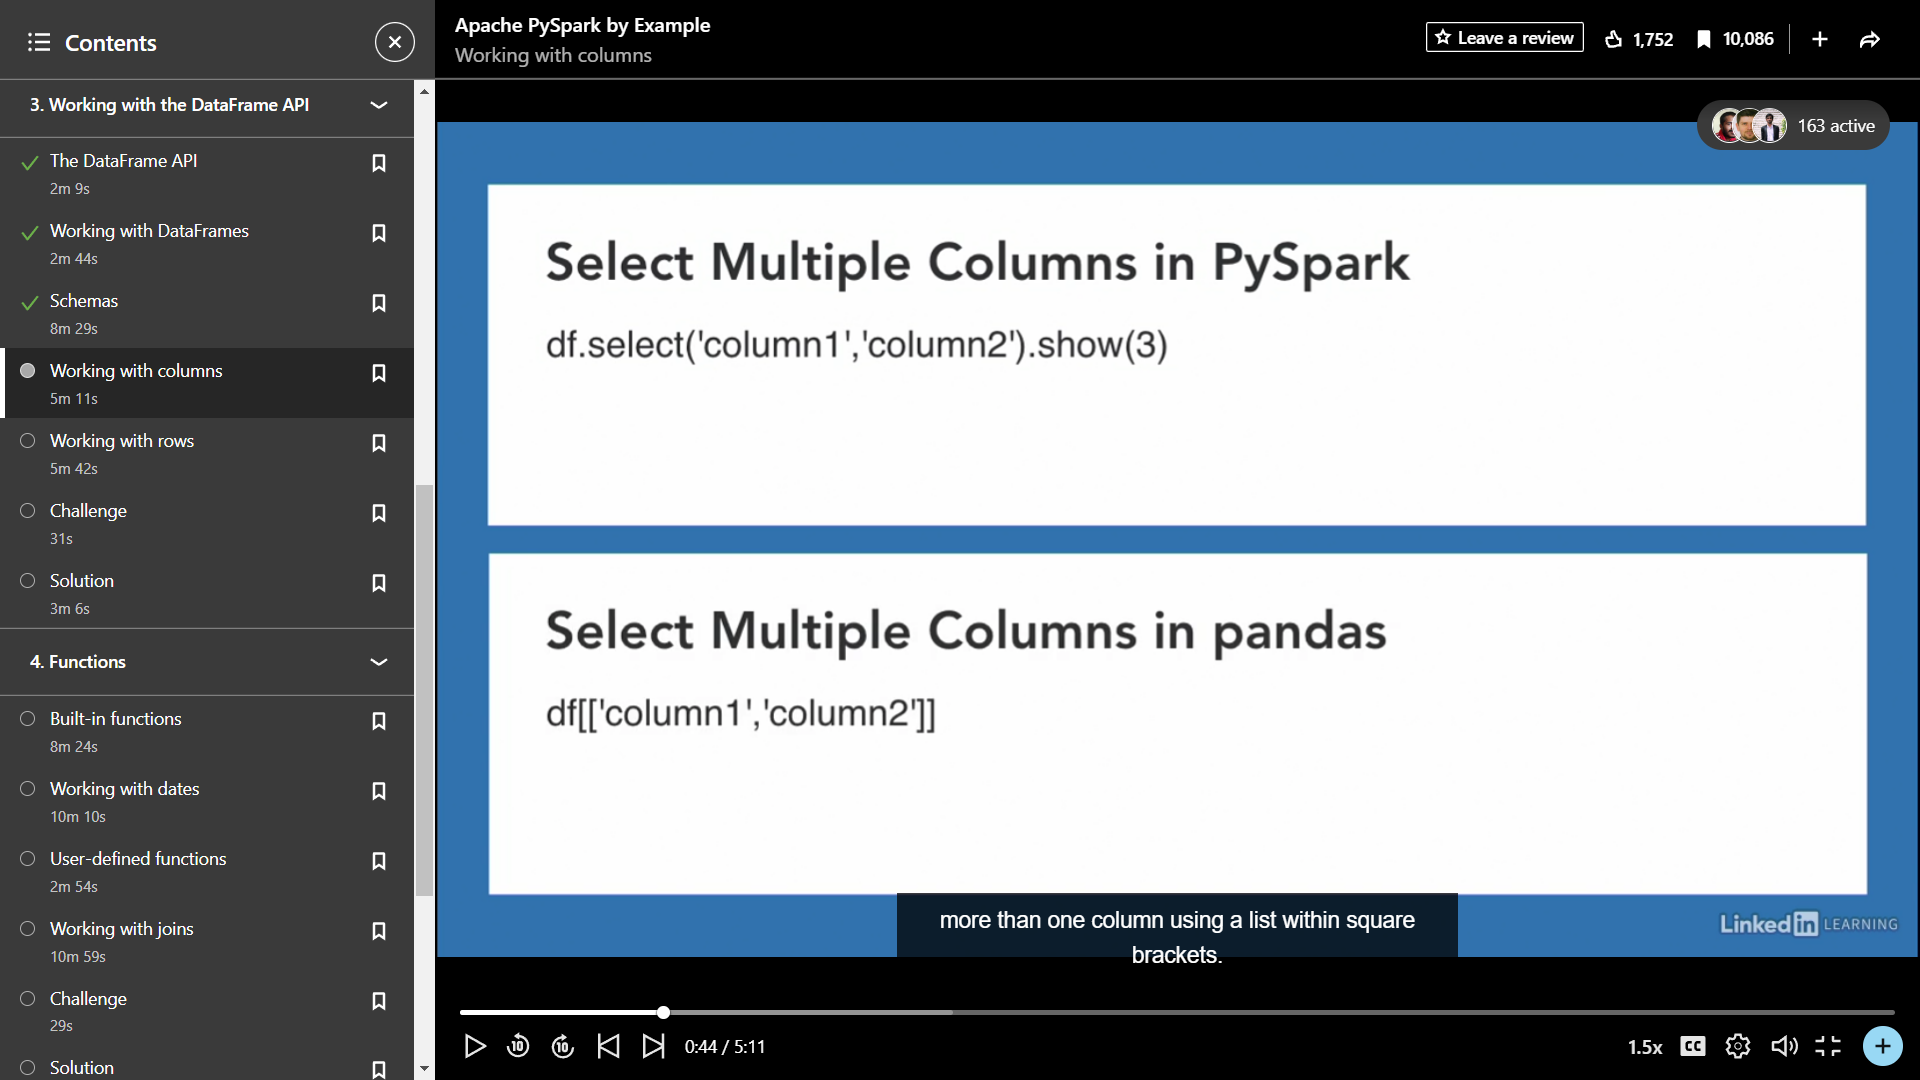 Contents
3. Working with the DataFrame API
The DataFrame API
2m 9s
Working with DataFrames
2m 44s
Schemas
8m 29s
Working with columns
5m 11s
Working with rows
5m 42s
Challenge
31s
Solution
3m 6s
4. Functions
Built-in functions
8m 24s
Working with dates
10m 10s
User-defined functions
2m 54s
Working with joins
10m 59s
Challenge
29s
Solution
Apache PySpark by Example
Working with columns
Leave a review
1,752
10,086
163 active
Select Multiple Columns in PySpark
df.select('column1','column2').show(3)
Select Multiple Columns in pandas
df[['column1','column2']]
more than one column using a list within square
brackets.
Linked in LEARNING
10
10
0:44 / 5:11
1.5x
CC